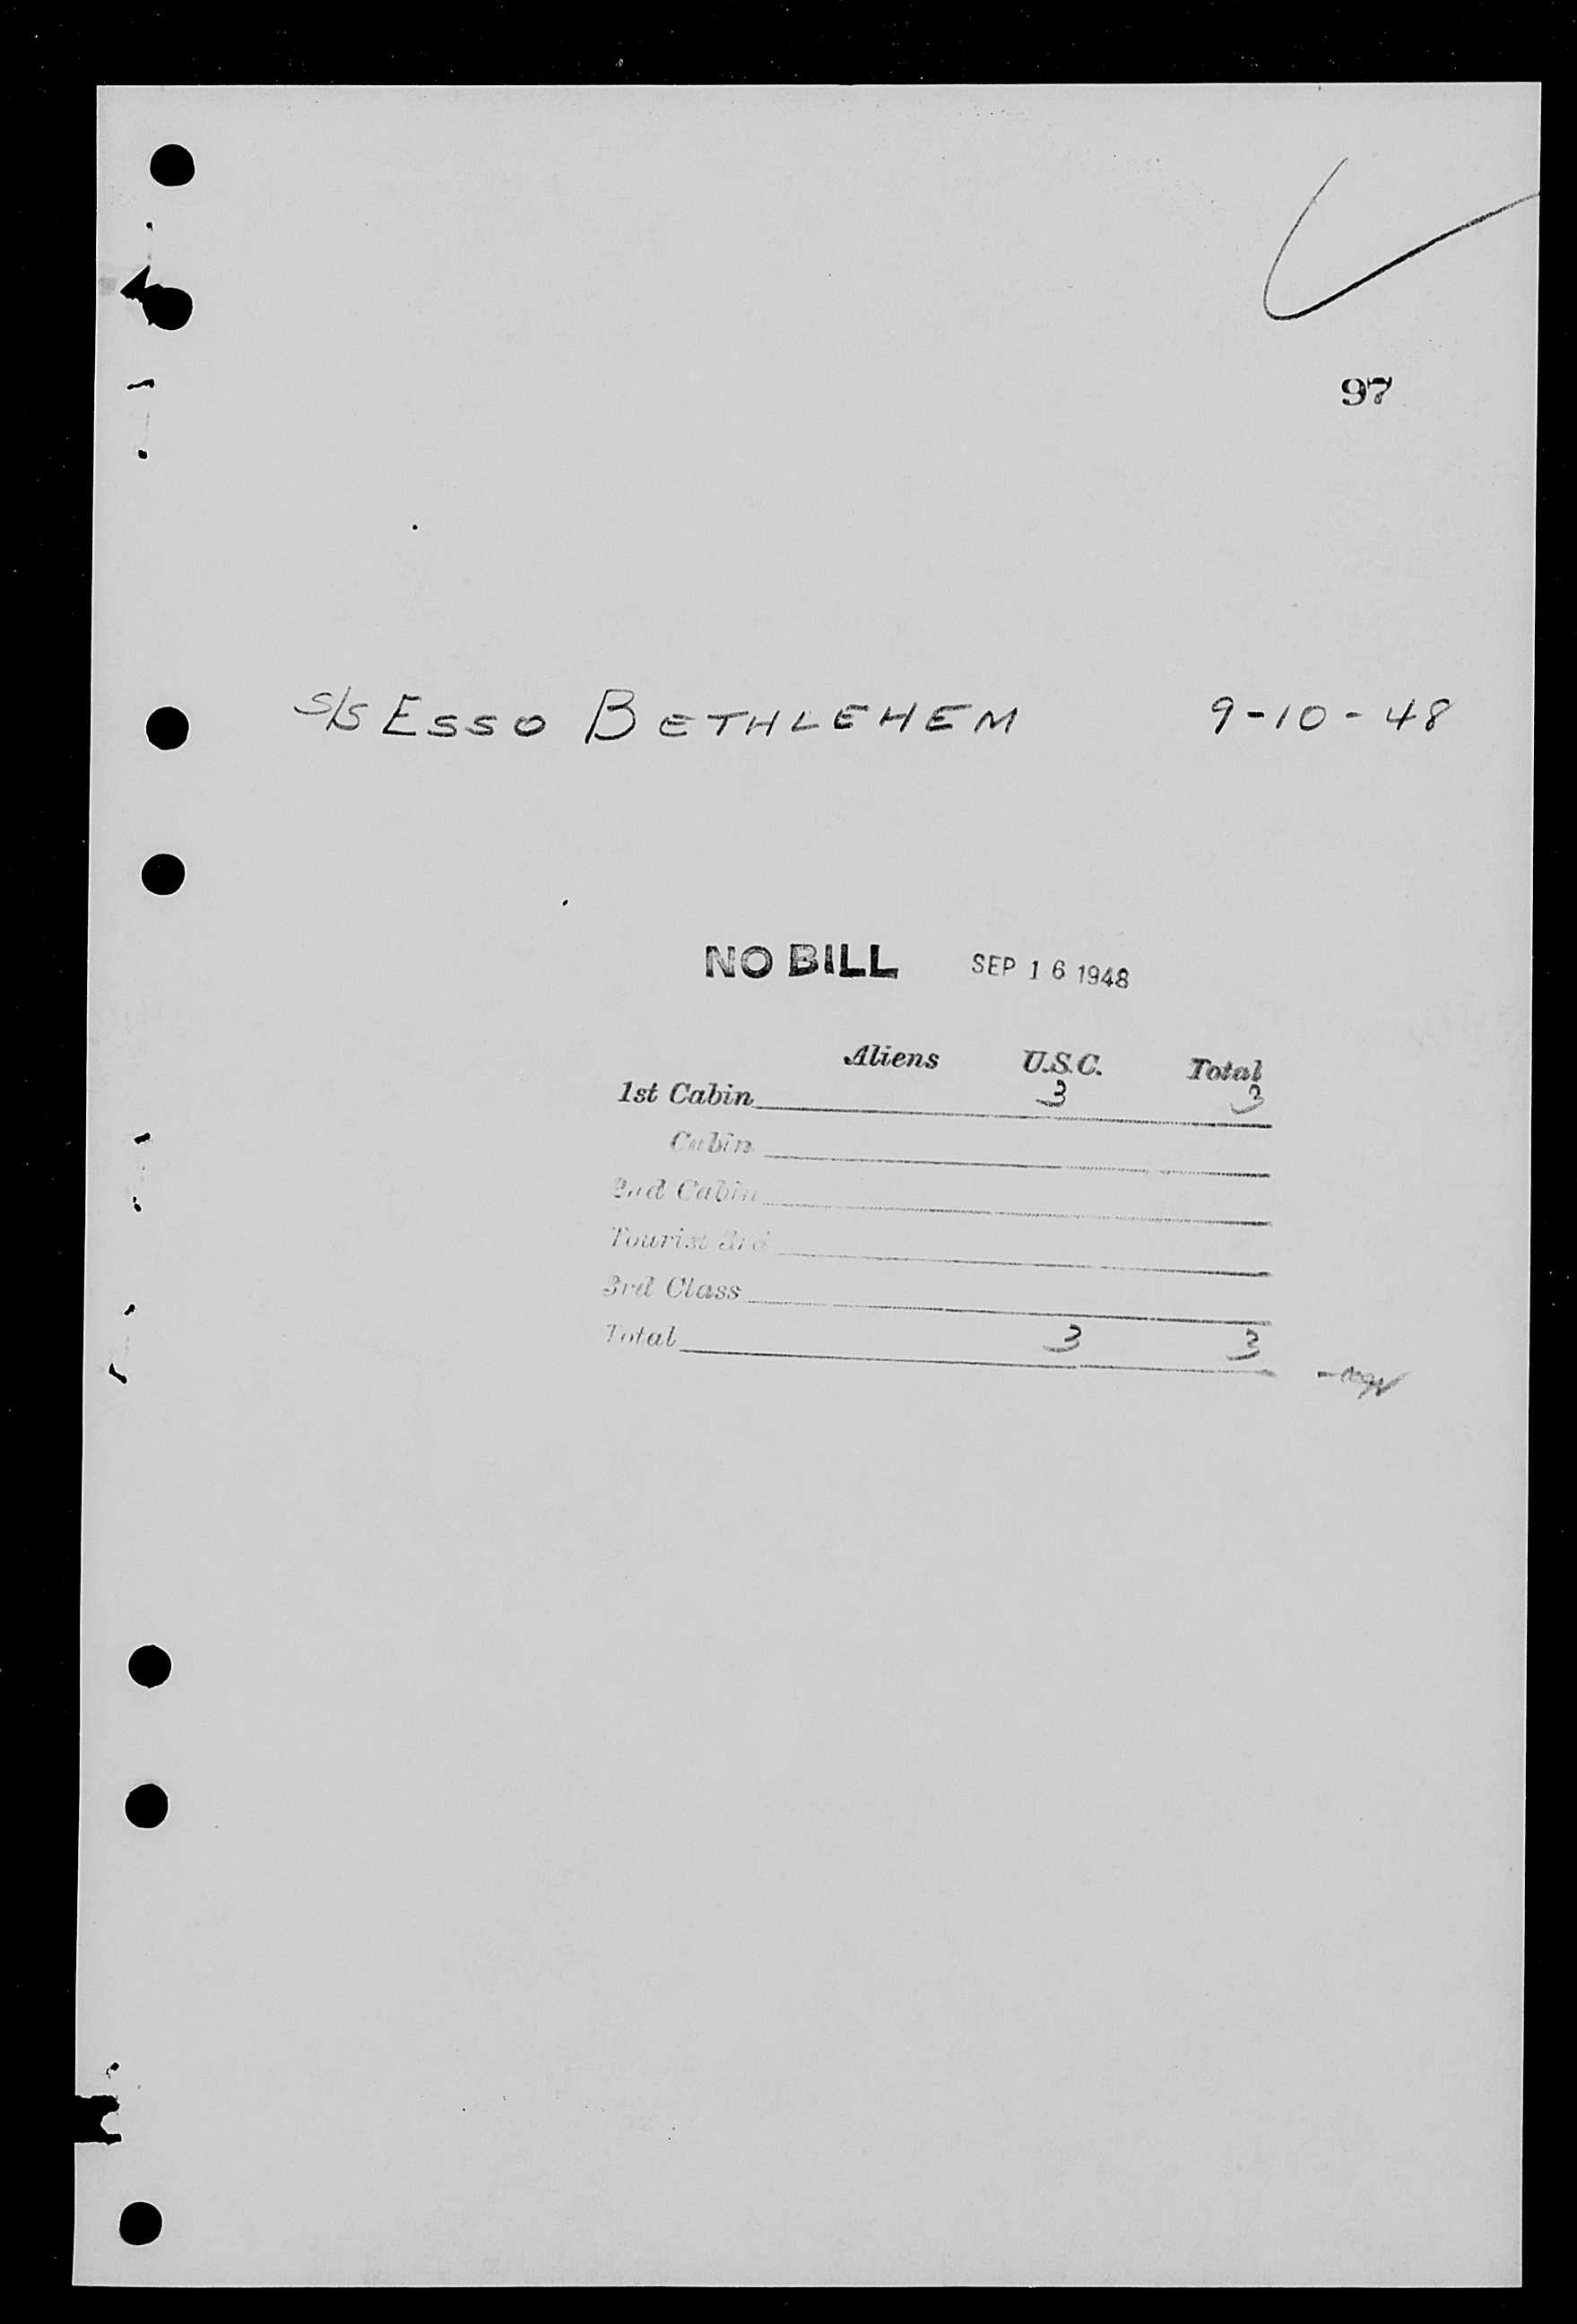 97
S/S ESSO BETHLEHEM 9-10-48
NO BILL SEP 16 1948
Aliens U.S.C. Total
1st Cabin 3 3
Cabin
2nd Cabin
Tourist 3rd
3rd Class
Total 3 3